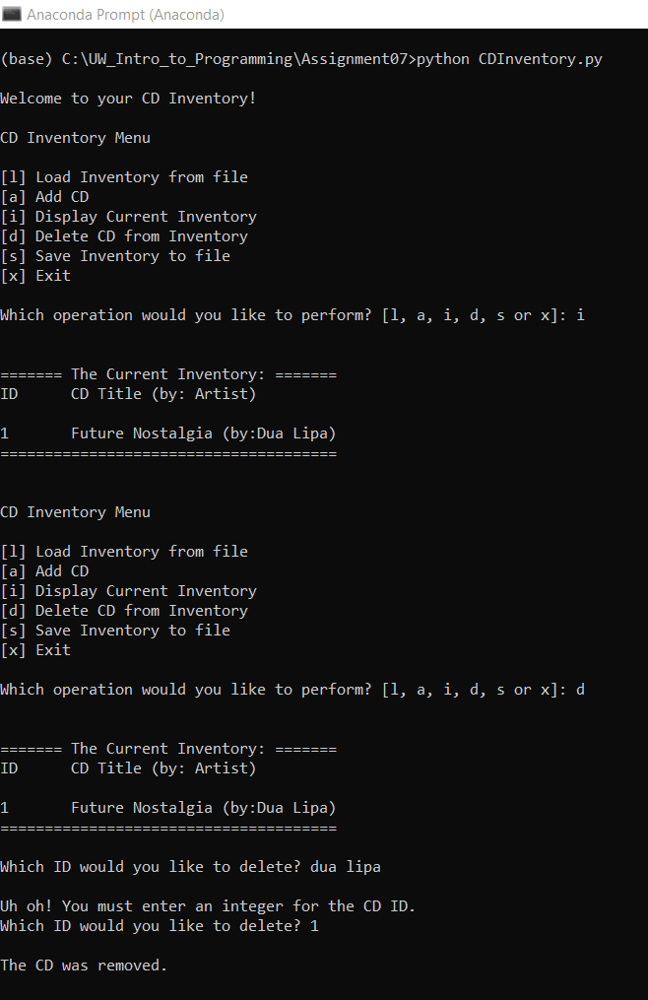 Anaconda Prompt (Anaconda)
(base) C:\UW_Intro_to_Programming\Assignment07>python CDInventory.py
Welcome to your CD Inventory!
CD Inventory Menu
[l] Load Inventory from file
[a] Add CD
[i] Display Current Inventory
[d] Delete CD from Inventory
[s] Save Inventory to file
[x] Exit
Which operation would you like to perform? [l, a, i, d, s or x]: i
======= The Current Inventory: =======
ID      CD Title (by: Artist)
1       Future Nostalgia (by:Dua Lipa)
======================================
CD Inventory Menu
[l] Load Inventory from file
[a] Add CD
[i] Display Current Inventory
[d] Delete CD from Inventory
[s] Save Inventory to file
[x] Exit
Which operation would you like to perform? [l, a, i, d, s or x]: d
======= The Current Inventory: =======
ID      CD Title (by: Artist)
1       Future Nostalgia (by:Dua Lipa)
======================================
Which ID would you like to delete? dua lipa
Uh oh! You must enter an integer for the CD ID.
Which ID would you like to delete? 1
The CD was removed.